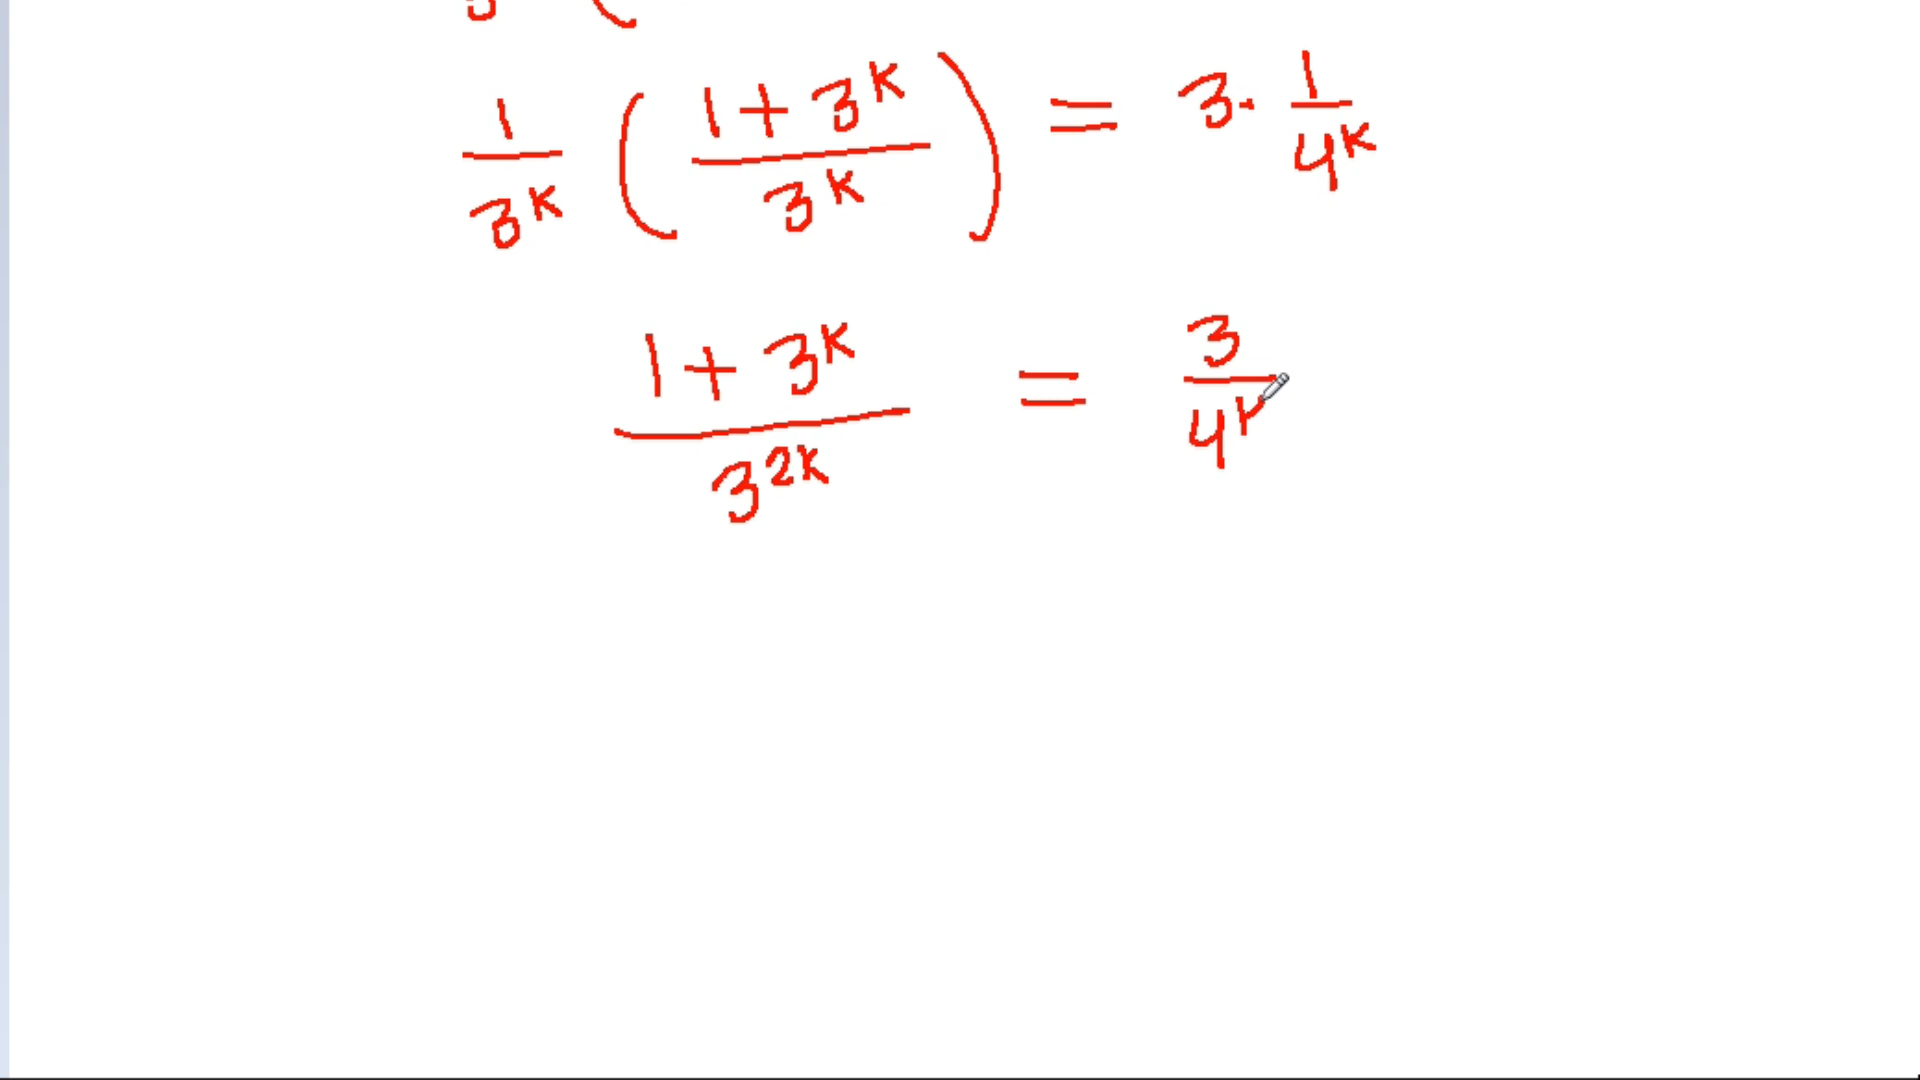 1/3^k ( (1 + 3^k)/3^k ) = 3 · 1/4^k
(1 + 3^k)/3^{2k} = 3/4^k